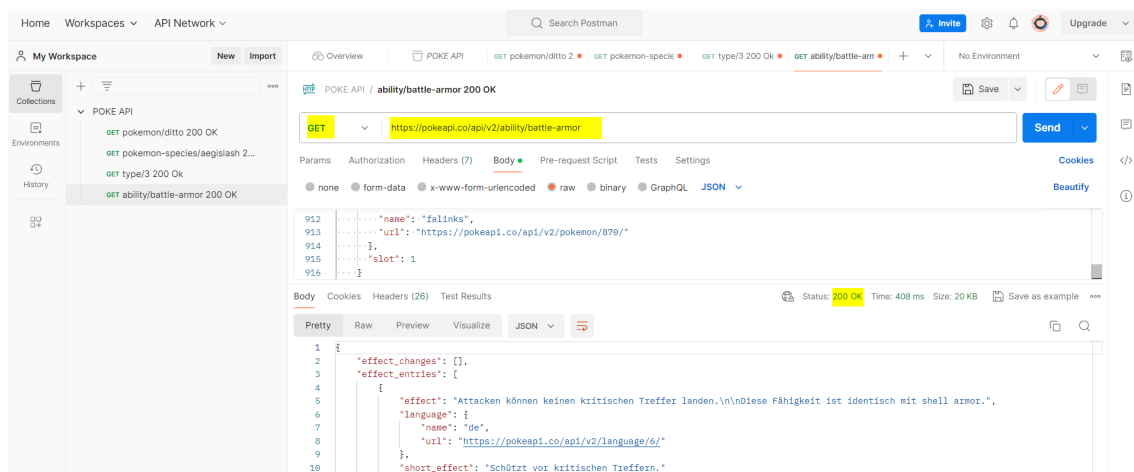 Home Workspaces API Network Search Postman Invite Upgrade
My Workspace New Import Overview POKE API GET pokemon/ditto 2 GET pokemon-specie GET type/3 200 Ok GET ability/battle-arm No Environment
Collections
Environments
History
POKE API
GET pokemon/ditto 200 OK
GET pokemon-species/aegislash 2...
GET type/3 200 Ok
GET ability/battle-armor 200 OK
HTTP POKE API / ability/battle-armor 200 OK Save
GET https://pokeapi.co/api/v2/ability/battle-armor Send
Params Authorization Headers (7) Body Pre-request Script Tests Settings Cookies
none form-data x-www-form-urlencoded raw binary GraphQL JSON Beautify
912 "name": "falinks",
913 "url": "https://pokeapi.co/api/v2/pokemon/870/"
914 },
915 "slot": 1
916 }
Body Cookies Headers (26) Test Results Status: 200 OK Time: 408 ms Size: 20 KB Save as example
Pretty Raw Preview Visualize JSON
1 {
2 "effect_changes": [],
3 "effect_entries": [
4 {
5 "effect": "Attacken können keinen kritischen Treffer landen.\n\nDiese Fähigkeit ist identisch mit shell armor.",
6 "language": {
7 "name": "de",
8 "url": "https://pokeapi.co/api/v2/language/6/"
9 },
10 "short_effect": "Schützt vor kritischen Treffern."